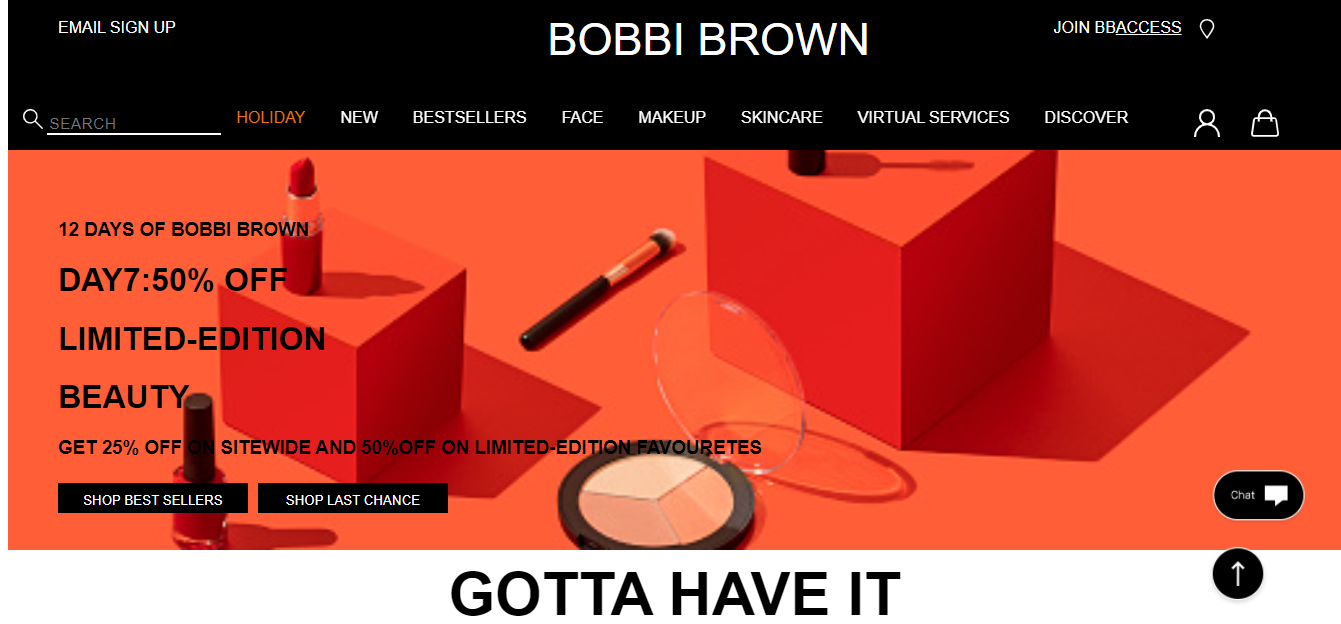 EMAIL SIGN UP
BOBBI BROWN
JOIN BBACCESS
SEARCH
HOLIDAY
NEW
BESTSELLERS
FACE
MAKEUP
SKINCARE
VIRTUAL SERVICES
DISCOVER
12 DAYS OF BOBBI BROWN
DAY7:50% OFF
LIMITED-EDITION
BEAUTY
GET 25% OFF ON SITEWIDE AND 50%OFF ON LIMITED-EDITION FAVOURETES
SHOP BEST SELLERS
SHOP LAST CHANCE
Chat
GOTTA HAVE IT